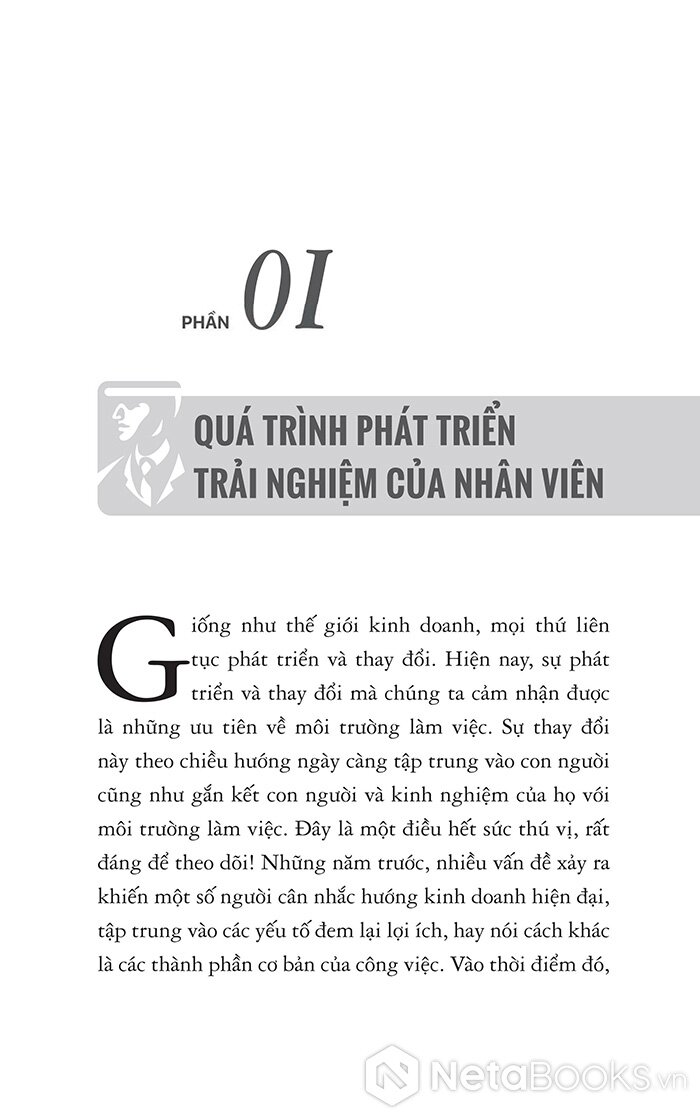 PHẦN 01
QUÁ TRÌNH PHÁT TRIỂN
TRẢI NGHIỆM CỦA NHÂN VIÊN
Giống như thế giới kinh doanh, mọi thứ liên
tục phát triển và thay đổi. Hiện nay, sự phát
triển và thay đổi mà chúng ta cảm nhận được
là những ưu tiên về môi trường làm việc. Sự thay đổi
này theo chiều hướng ngày càng tập trung vào con người
cũng như gắn kết con người và kinh nghiệm của họ với
môi trường làm việc. Đây là một điều hết sức thú vị, rất
đáng để theo dõi! Những năm trước, nhiều vấn đề xảy ra
khiến một số người cân nhắc hướng kinh doanh hiện đại,
tập trung vào các yếu tố đem lại lợi ích, hay nói cách khác
là các thành phần cơ bản của công việc. Vào thời điểm đó,
NetaBooks.vn